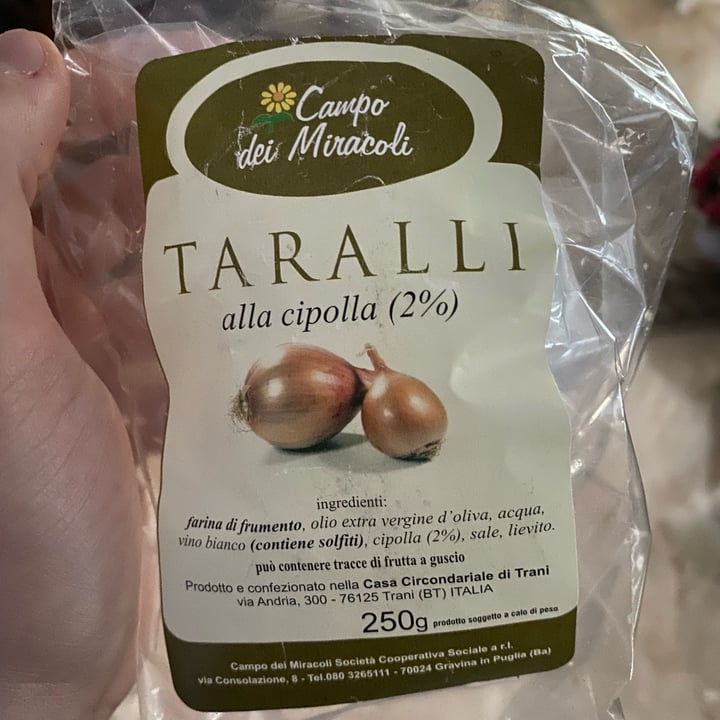 Campo
dei Miracoli
TARALLI
alla cipolla (2%)
ingredienti:
farina di frumento, olio extra vergine d'oliva, acqua,
vino bianco (contiene solfiti), cipolla (2%), sale, lievito.
può contenere tracce di frutta a guscio
Prodotto e confezionato nella Casa Circondariale di Trani
via Andria, 300 - 76125 Trani (BT) ITALIA
250g prodotto soggetto a calo di peso
Campo dei Miracoli Società Cooperativa Sociale a r.l.
via Consolazione, 8 - Tel.080 3265111 - 70024 Gravina in Puglia (Ba)